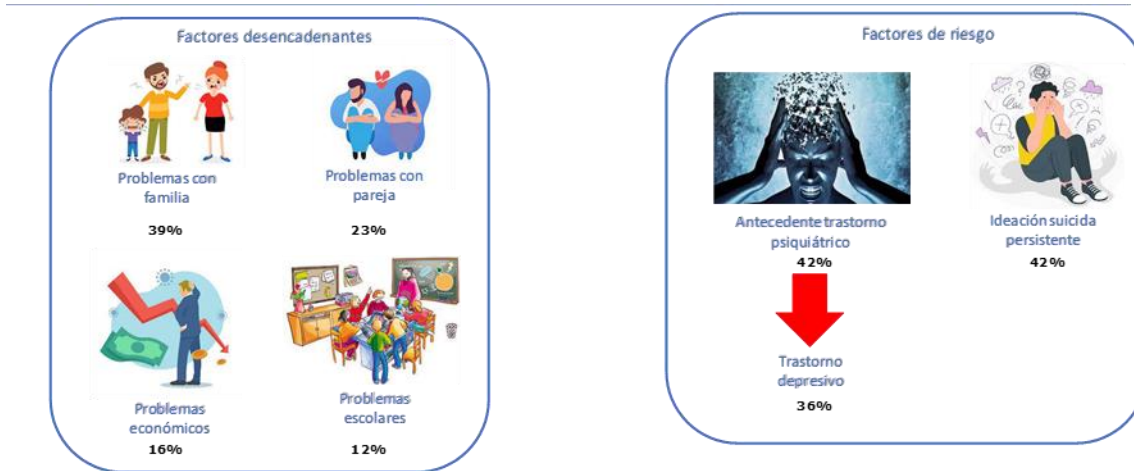 Factores desencadenantes
Problemas con
familia
39%
Problemas con
pareja
23%
Problemas
económicos
16%
Problemas
escolares
12%
Factores de riesgo
Antecedente trastorno
psiquiátrico
42%
Trastorno
depresivo
36%
Ideación suicida
persistente
42%